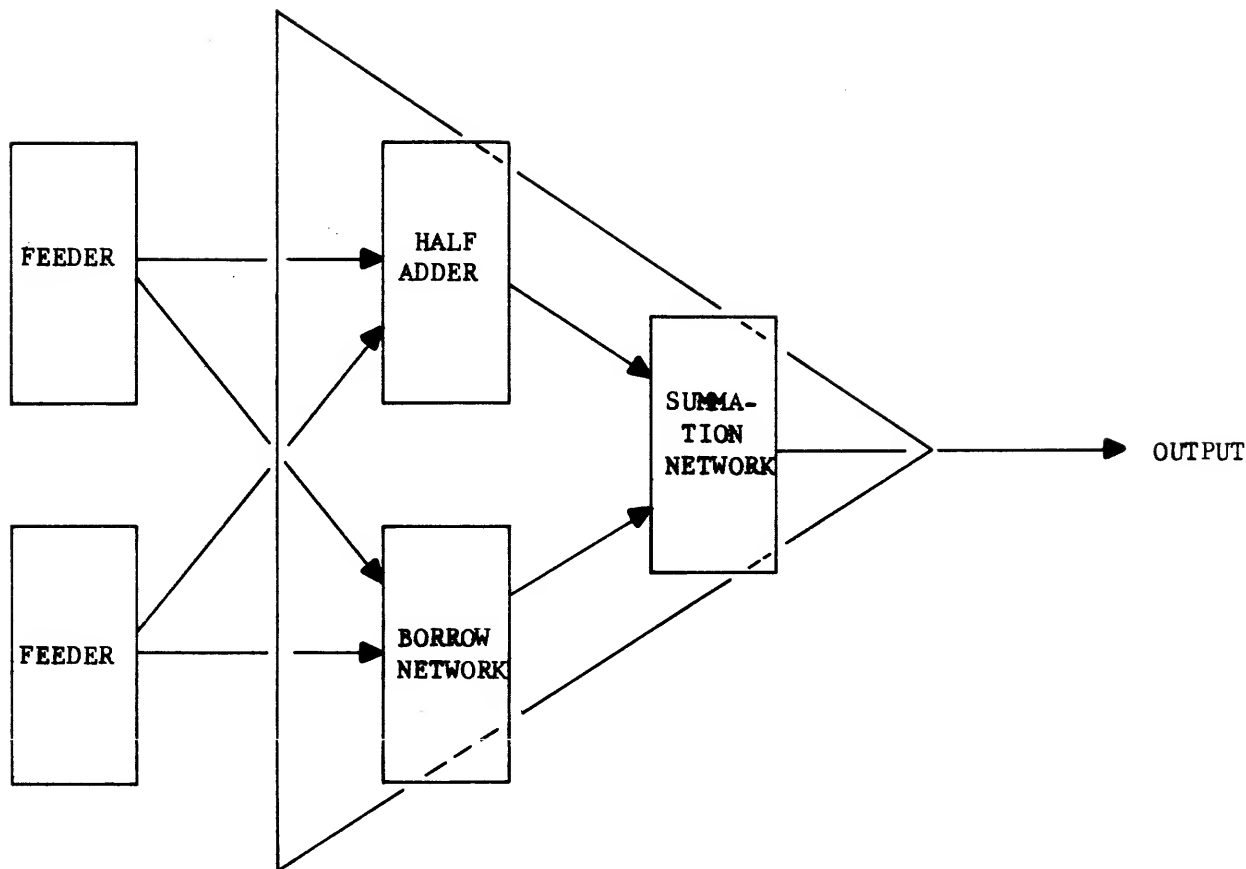 FEEDER
HALF
ADDER
SUMMA-
TION
NETWORK
OUTPUT
FEEDER
BORROW
NETWORK